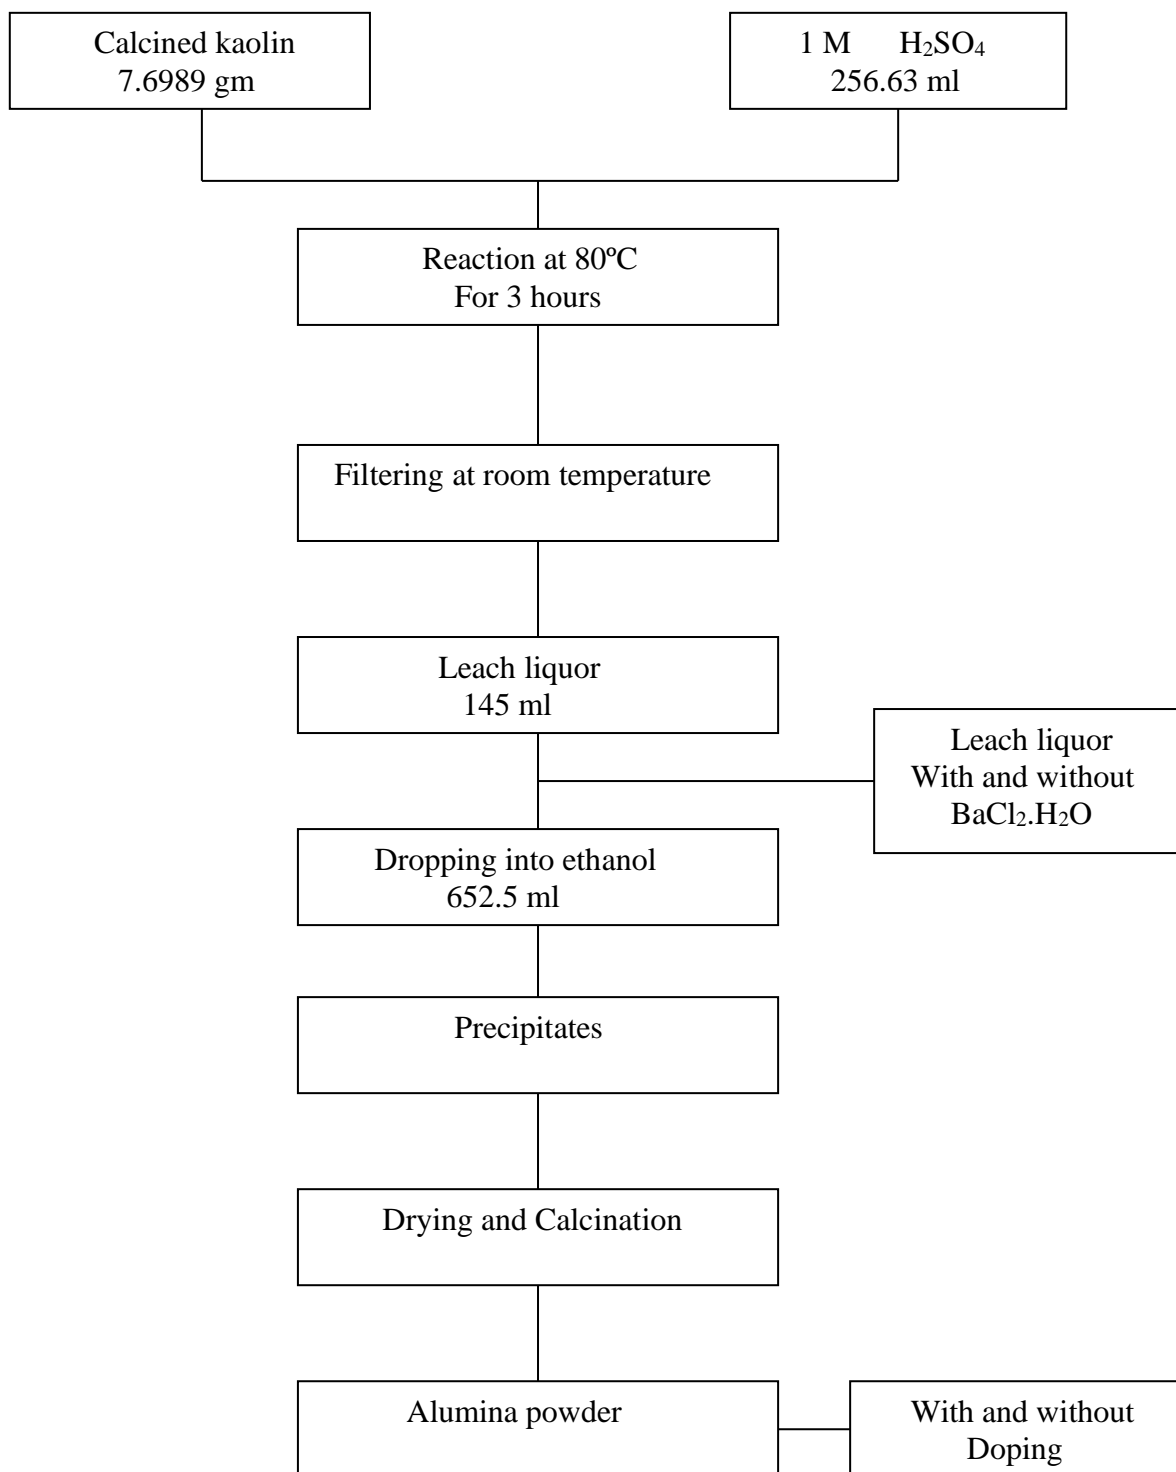 Calcined kaolin
7.6989 gm
1 M H₂SO₄
256.63 ml
Reaction at 80ºC
For 3 hours
Filtering at room temperature
Leach liquor
145 ml
Leach liquor
With and without
BaCl₂.H₂O
Dropping into ethanol
652.5 ml
Precipitates
Drying and Calcination
Alumina powder
With and without
Doping